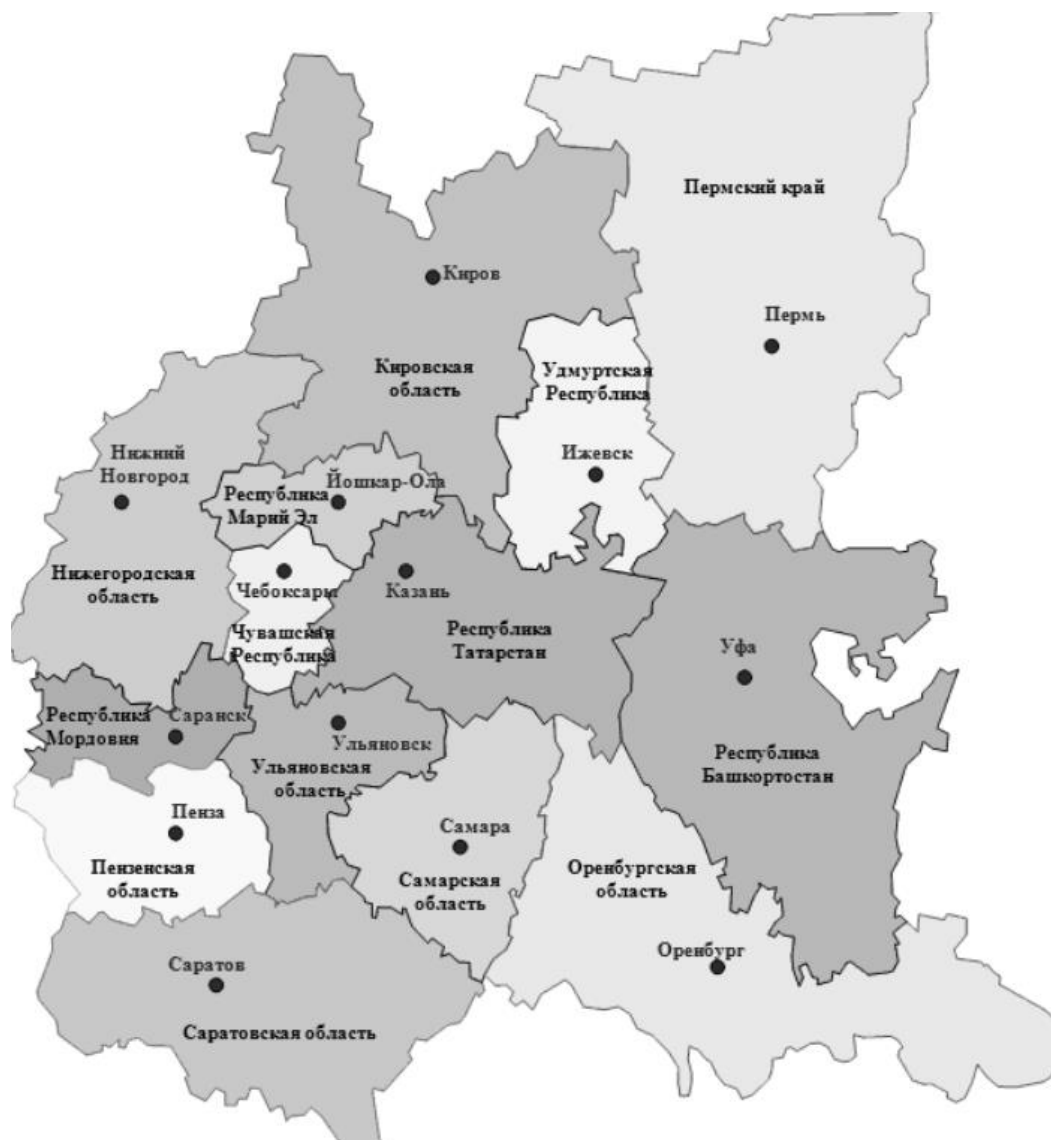 Пермский край
Киров
Пермь
Кировская
область
Удмуртская
Республика
Нижний
Новгород
Ижевск
Йошкар-Ола
Республика
Марий Эл
Нижегородская
область
Чебоксары
Казань
Чувашская
Республика
Республика
Татарстан
Уфа
Республика
Мордовия
Саранск
Ульяновск
Ульяновская
область
Республика
Башкортостан
Пенза
Самара
Пензенская
область
Самарская
область
Оренбургская
область
Саратов
Оренбург
Саратовская область